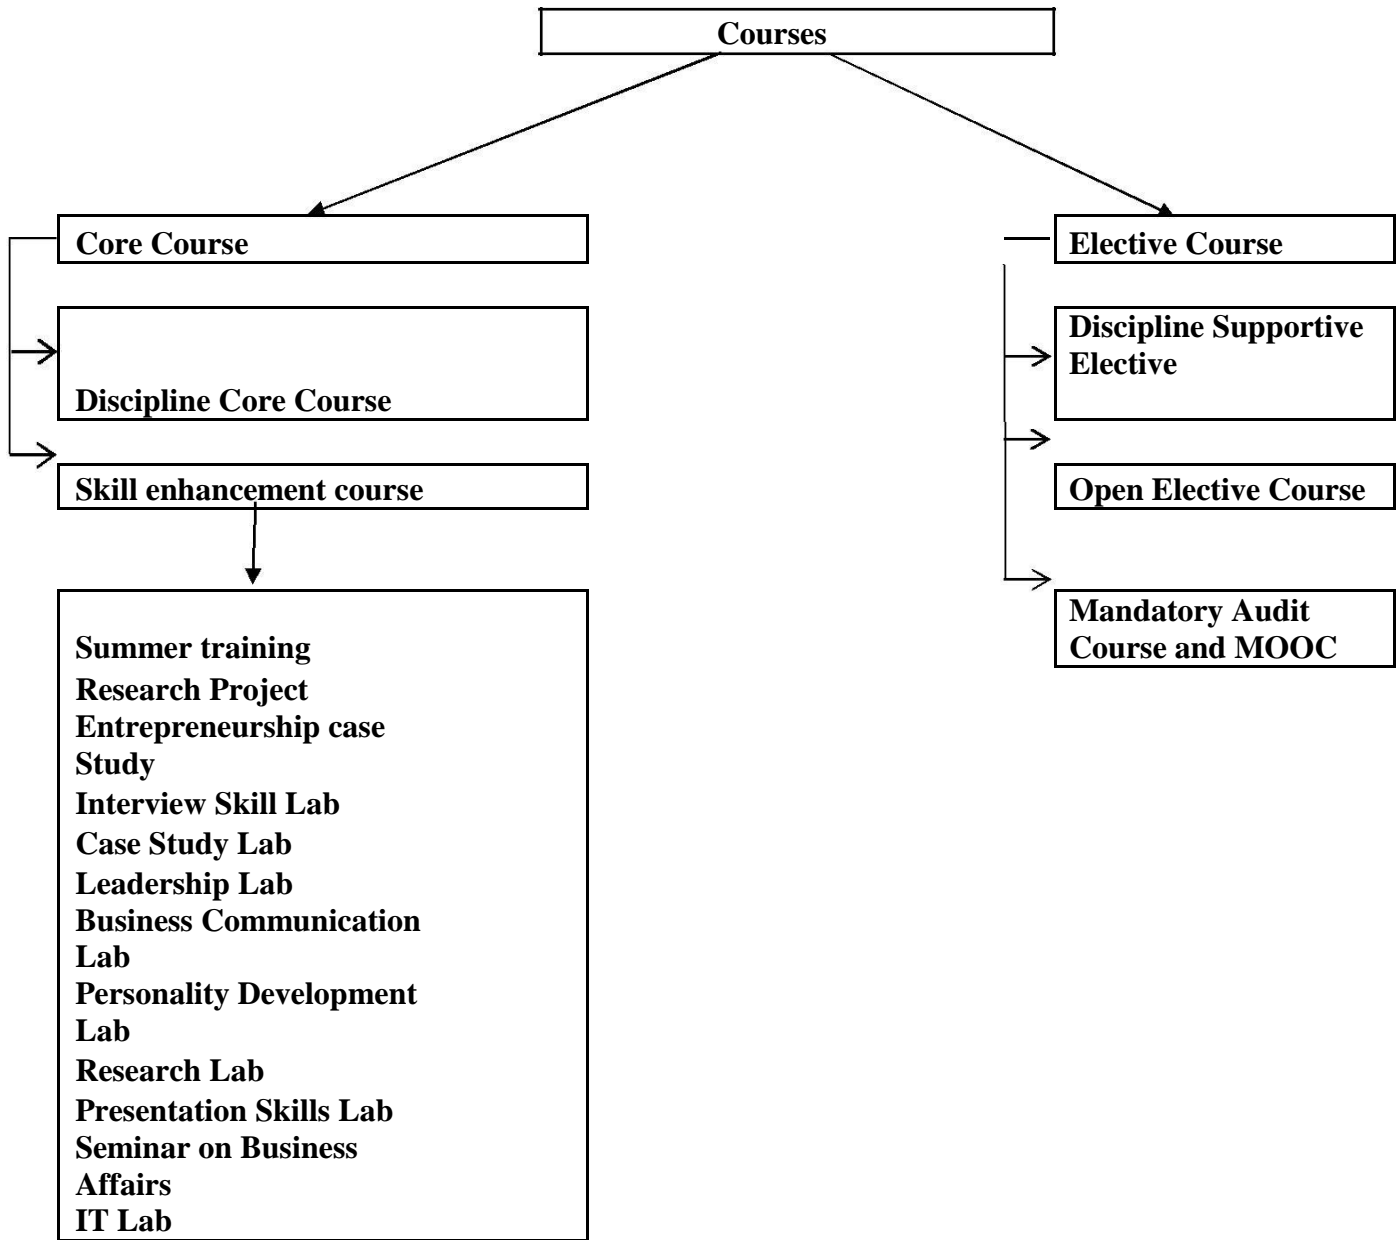 Courses
Core Course
Discipline Core Course
Skill enhancement course
Summer training
Research Project
Entrepreneurship case
Study
Interview Skill Lab
Case Study Lab
Leadership Lab
Business Communication
Lab
Personality Development
Lab
Research Lab
Presentation Skills Lab
Seminar on Business
Affairs
IT Lab
Elective Course
Discipline Supportive
Elective
Open Elective Course
Mandatory Audit
Course and MOOC